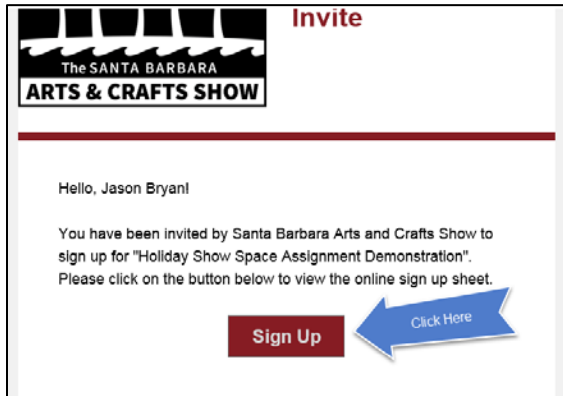 Invite
The SANTA BARBARA
ARTS & CRAFTS SHOW
Hello, Jason Bryan!
You have been invited by Santa Barbara Arts and Crafts Show to
sign up for "Holiday Show Space Assignment Demonstration".
Please click on the button below to view the online sign up sheet.
Sign Up
Click Here